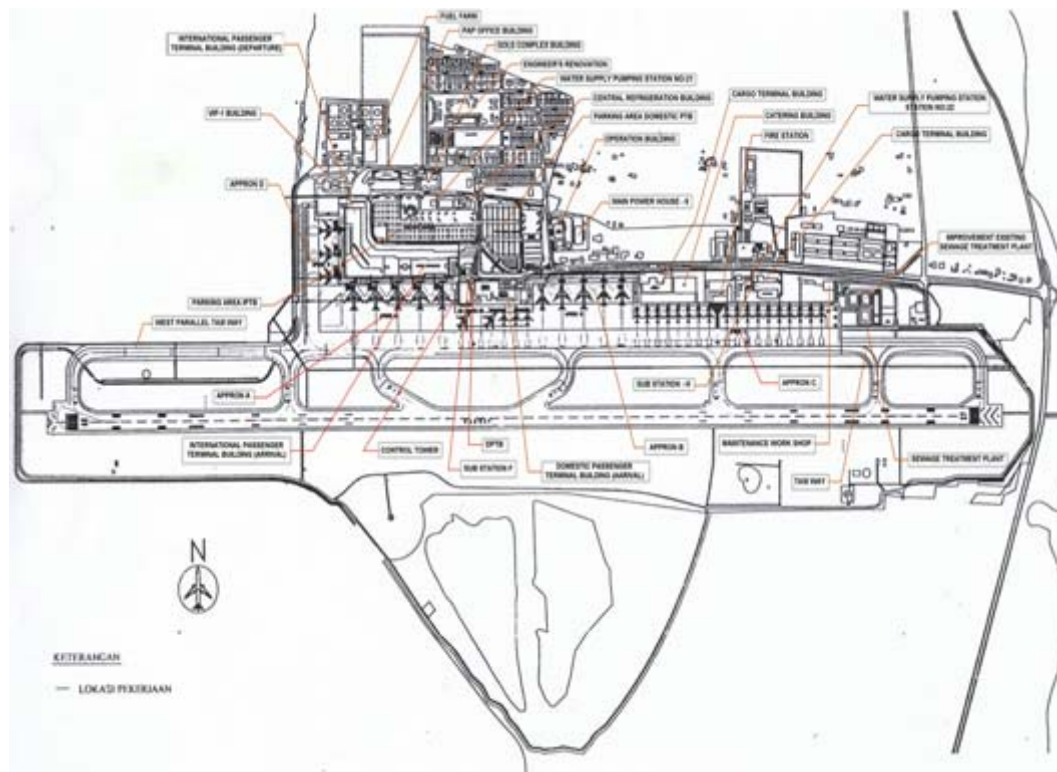 FUEL FARM
INTERNATIONAL PASSENGER
TERMINAL BUILDING (DEPARTURE)
PAP OFFICE BUILDING
GOLE COMPLEX BUILDING
ENGINEER'S RENOVATION
WATER SUPPLY PUMPING STATION NO.21
CARGO TERMINAL BUILDING
WATER SUPPLY PUMPING STATION
STATION NO.22
VIP-1 BUILDING
CENTRAL REFRIGERATION BUILDING
CATERING BUILDING
PARKING AREA DOMESTIC PTB
FIRE STATION
CARGO TERMINAL BUILDING
OPERATION BUILDING
APPRON D
MAIN POWER HOUSE - II
IMPROVEMENT EXISTING
SEWAGE TREATMENT PLANT
PARKING AREA IPTB
WEST PARALLEL TAXI WAY
APPRON A
SUB STATION - II
APPRON C
INTERNATIONAL PASSENGER
TERMINAL BUILDING (ARRIVAL)
CONTROL TOWER
DPTB
APPRON B
MAINTENANCE WORK SHOP
SUB STATION P
DOMESTIC PASSENGER
TERMINAL BUILDING (ARRIVAL)
SEWAGE TREATMENT PLANT
TAXI WAY
N
KETERANGAN
LOKASI PEKERJAAN